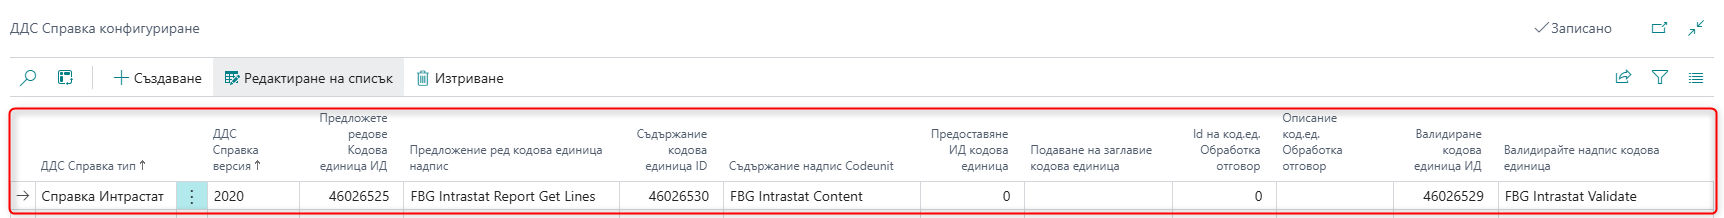 ДДС Справка конфигуриране
Записано
Създаване
Редактиране на списък
Изтриване
ДДС Справка тип ↑
ДДС
Справка
версия ↑
Предложете
редове
Кодова
единица ИД
Предложение ред кодова единица
надпис
Съдържание
кодова
единица ID
Съдържание надпис Codeunit
Предоставяне
ИД кодова
единица
Подаване на заглавие
кодова единица
Id на код.ед.
Обработка
отговор
Описание
код.ед.
Обработка
отговор
Валидиране
кодова
единица ИД
Валидирайте надпис кодова
единица
Справка Интрастат
2020
46026525
FBG Intrastat Report Get Lines
46026530
FBG Intrastat Content
0
0
46026529
FBG Intrastat Validate